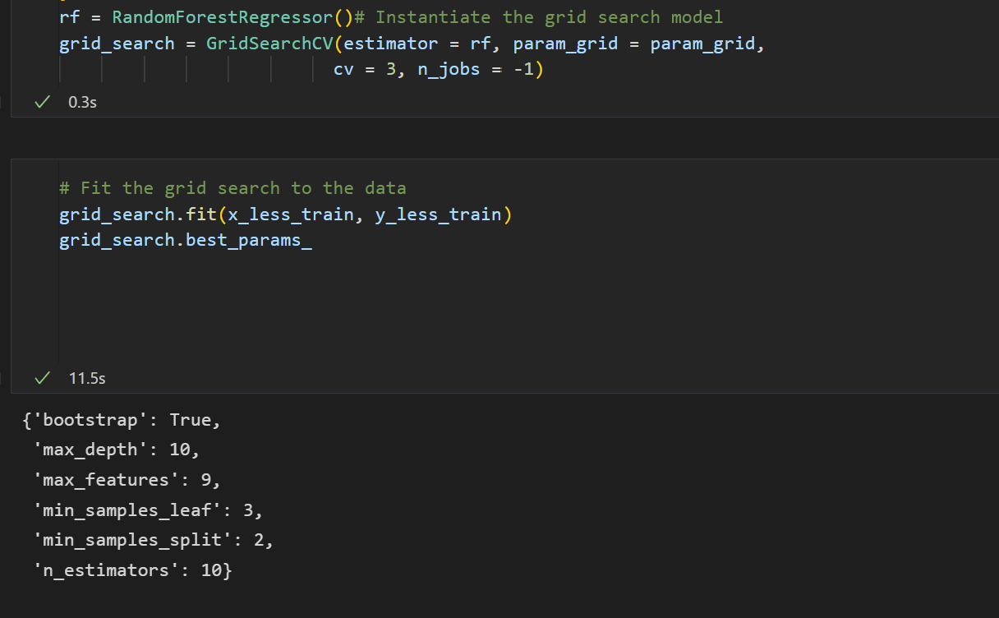 rf = RandomForestRegressor()# Instantiate the grid search model
grid_search = GridSearchCV(estimator = rf, param_grid = param_grid,
cv = 3, n_jobs = -1)
0.3s
# Fit the grid search to the data
grid_search.fit(x_less_train, y_less_train)
grid_search.best_params_
11.5s
{'bootstrap': True,
'max_depth': 10,
'max_features': 9,
'min_samples_leaf': 3,
'min_samples_split': 2,
'n_estimators': 10}